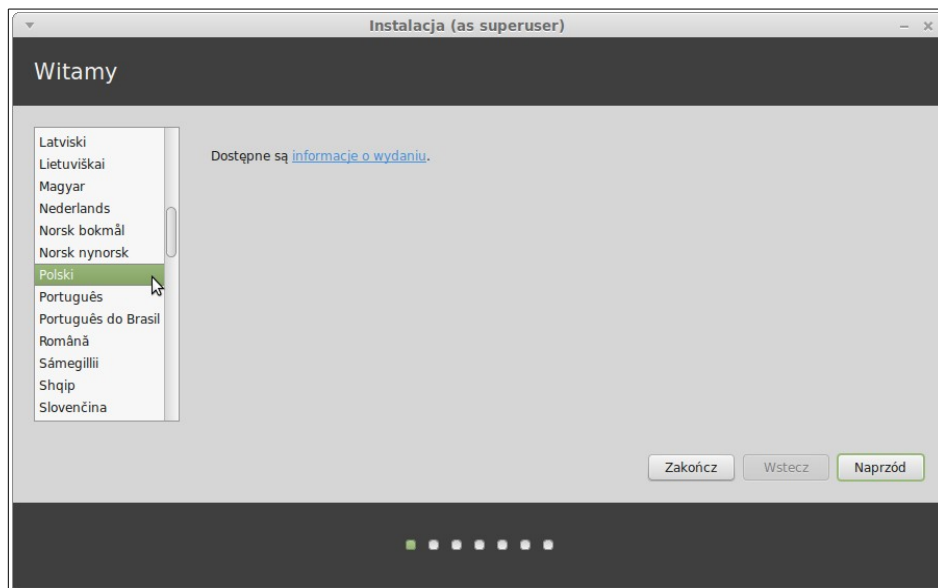 Instalacja (as superuser)
Witamy
Latviski
Lietuviškai
Magyar
Nederlands
Norsk bokmål
Norsk nynorsk
Polski
Português
Português do Brasil
Română
Sámegillii
Shqip
Slovenčina
Dostępne są informacje o wydaniu.
Zakończ Wstecz Naprzód